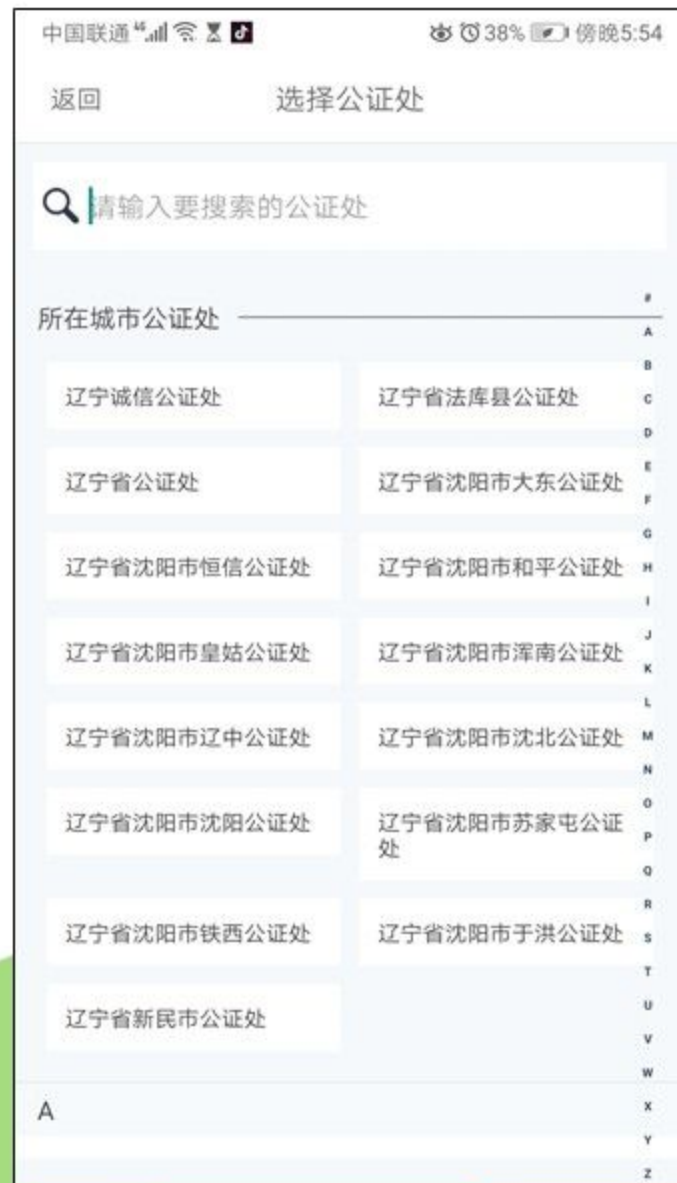 中国联通 46 38% 傍晚5:54
返回 选择公证处
请输入要搜索的公证处
所在城市公证处
辽宁诚信公证处 辽宁省法库县公证处
辽宁省公证处 辽宁省沈阳市大东公证处
辽宁省沈阳市恒信公证处 辽宁省沈阳市和平公证处
辽宁省沈阳市皇姑公证处 辽宁省沈阳市浑南公证处
辽宁省沈阳市辽中公证处 辽宁省沈阳市沈北公证处
辽宁省沈阳市沈阳公证处 辽宁省沈阳市苏家屯公证
处
辽宁省沈阳市铁西公证处 辽宁省沈阳市于洪公证处
辽宁省新民市公证处
A
#
A
B
C
D
E
F
G
H
I
J
K
L
M
N
O
P
Q
R
S
T
U
V
W
X
Y
Z